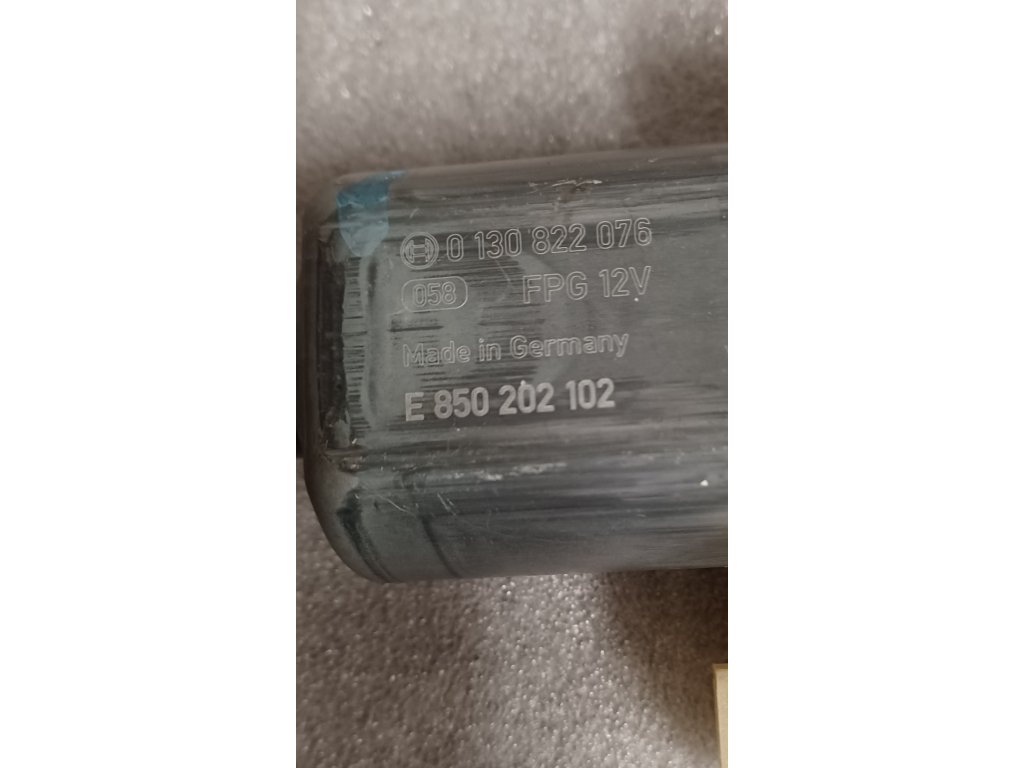 0 130 822 076
058 FPG 12V
Made in Germany
E 850 202 102